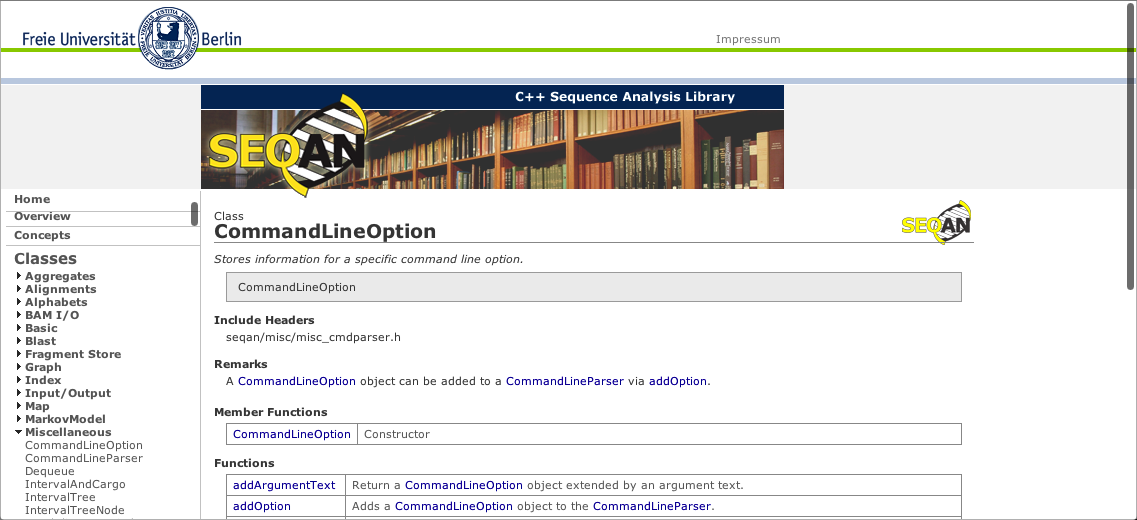 Freie Universität Berlin
Impressum
C++ Sequence Analysis Library
SEQAN
Home
Overview
Concepts
Classes
Aggregates
Alignments
Alphabets
BAM I/O
Basic
Blast
Fragment Store
Graph
Index
Input/Output
Map
MarkovModel
Miscellaneous
CommandLineOption
CommandLineParser
Dequeue
IntervalAndCargo
IntervalTree
IntervalTreeNode
Class
CommandLineOption
SEQAN
Stores information for a specific command line option.
CommandLineOption
Include Headers
seqan/misc/misc_cmdparser.h
Remarks
A CommandLineOption object can be added to a CommandLineParser via addOption.
Member Functions
CommandLineOption Constructor
Functions
addArgumentText Return a CommandLineOption object extended by an argument text.
addOption Adds a CommandLineOption object to the CommandLineParser.